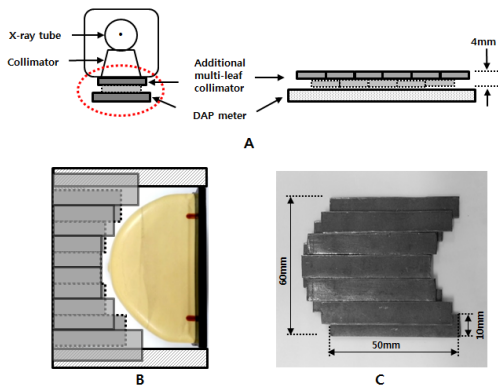 X-ray tube
Collimator
Additional
multi-leaf
collimator
DAP meter
4mm
A
60mm
50mm
10mm
B
C